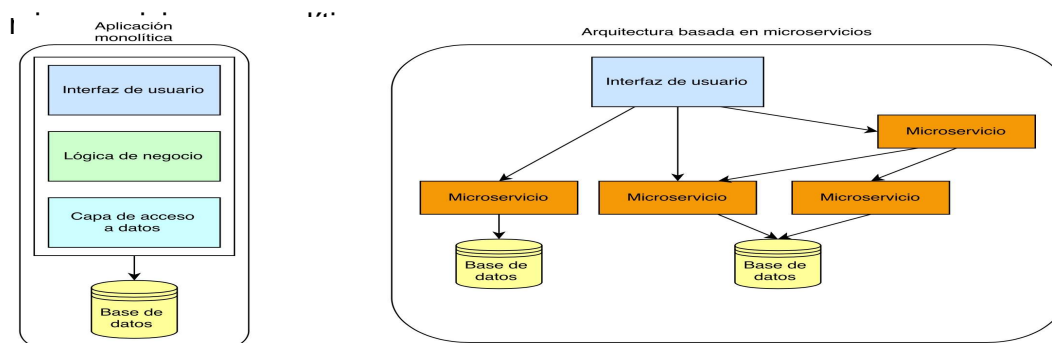 Aplicación
monolítica
Interfaz de usuario
Lógica de negocio
Capa de acceso
a datos
Base de
datos
Arquitectura basada en microservicios
Interfaz de usuario
Microservicio
Microservicio
Microservicio
Microservicio
Base de
datos
Base de
datos